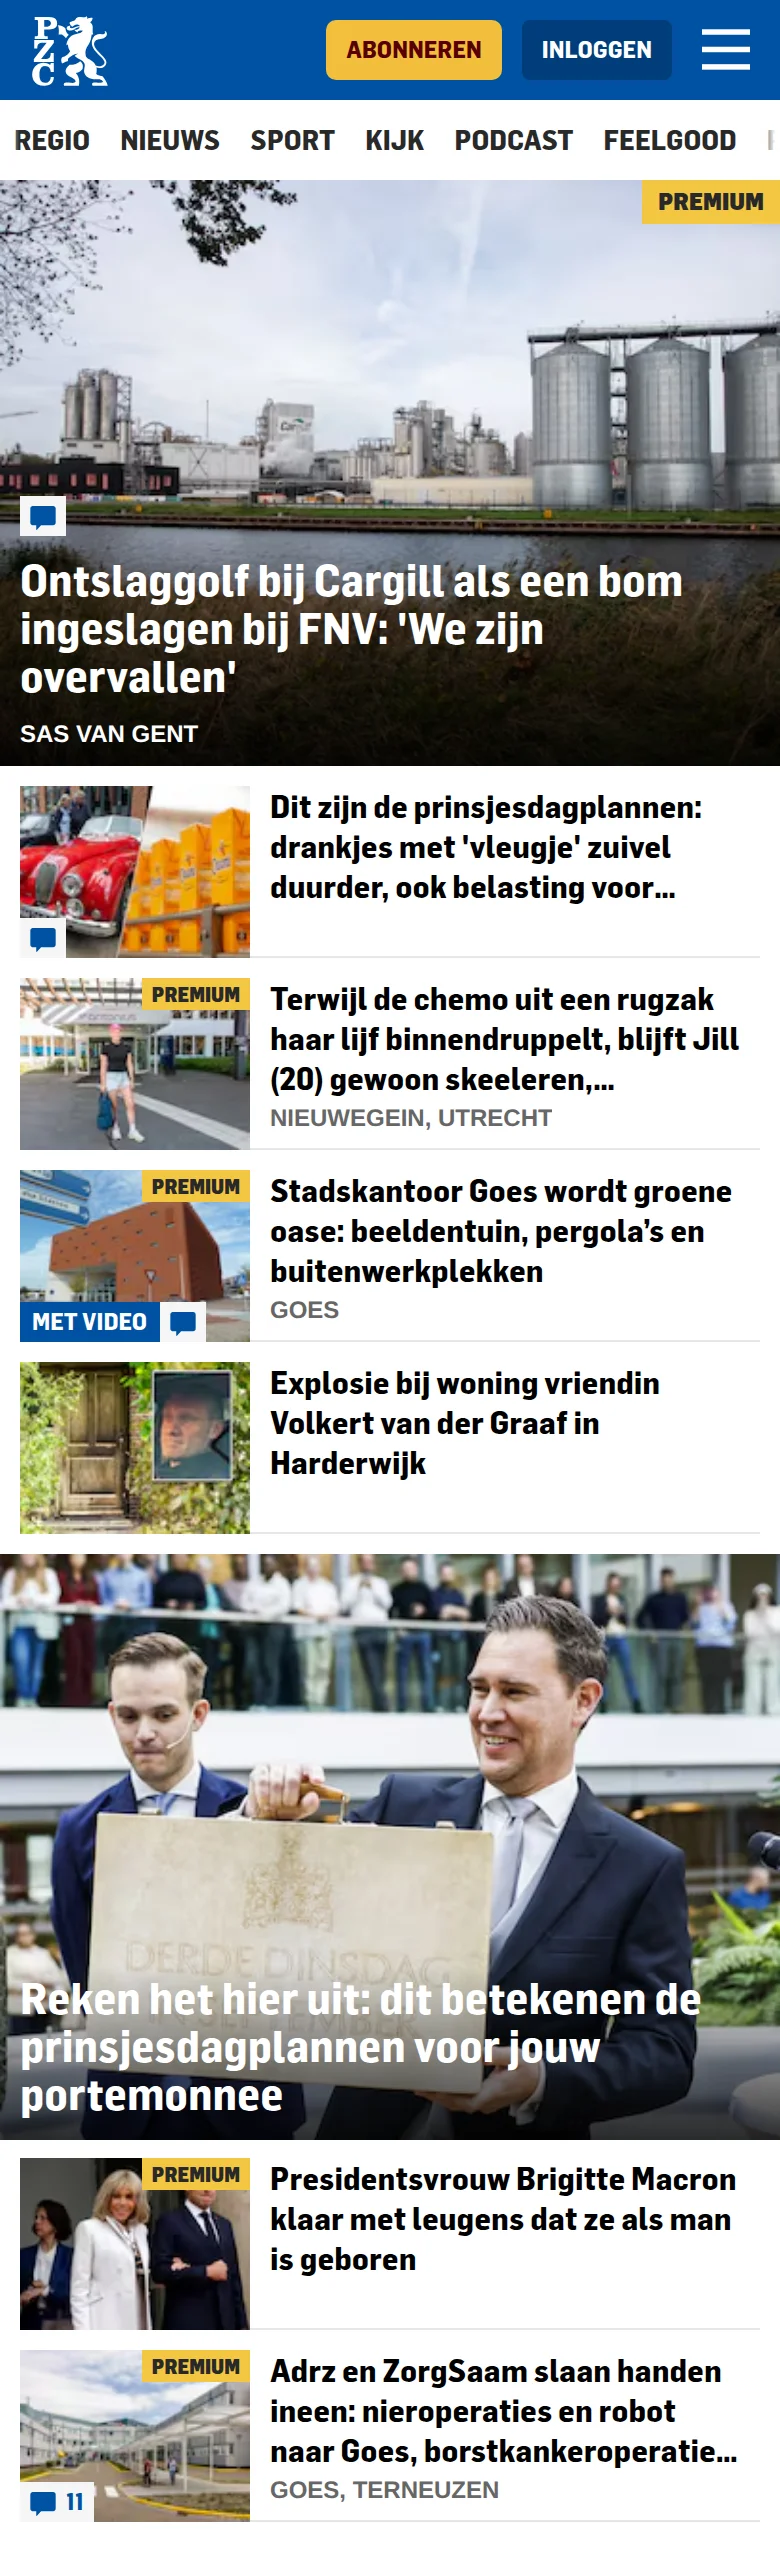 PZC
ABONNEREN
INLOGGEN
REGIO NIEUWS SPORT KIJK PODCAST FEELGOOD
PREMIUM
Cargill
Ontslaggolf bij Cargill als een bom
ingeslagen bij FNV: 'We zijn
overvallen'
SAS VAN GENT
Dit zijn de prinsjesdagplannen:
drankjes met 'vleugje' zuivel
duurder, ook belasting voor...
PREMIUM
Terwijl de chemo uit een rugzak
haar lijf binnendruppelt, blijft Jill
(20) gewoon skeeleren,...
NIEUWEGEIN, UTRECHT
PREMIUM
MET VIDEO
Stadskantoor Goes wordt groene
oase: beeldentuin, pergola’s en
buitenwerkplekken
GOES
Explosie bij woning vriendin
Volkert van der Graaf in
Harderwijk
DERDE DINSDAG
Reken het hier uit: dit betekenen de
prinsjesdagplannen voor jouw
portemonnee
PREMIUM
Presidentsvrouw Brigitte Macron
klaar met leugens dat ze als man
is geboren
PREMIUM
11
Adrz en ZorgSaam slaan handen
ineen: nieroperaties en robot
naar Goes, borstkankeroperatie...
GOES, TERNEUZEN